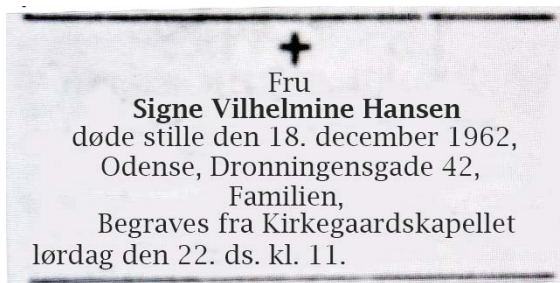 Fru
Signe Vilhelmine Hansen
døde stille den 18. december 1962,
Odense, Dronningensgade 42,
Familien,
Begraves fra Kirkegaardskapellet
lørdag den 22. ds. kl. 11.